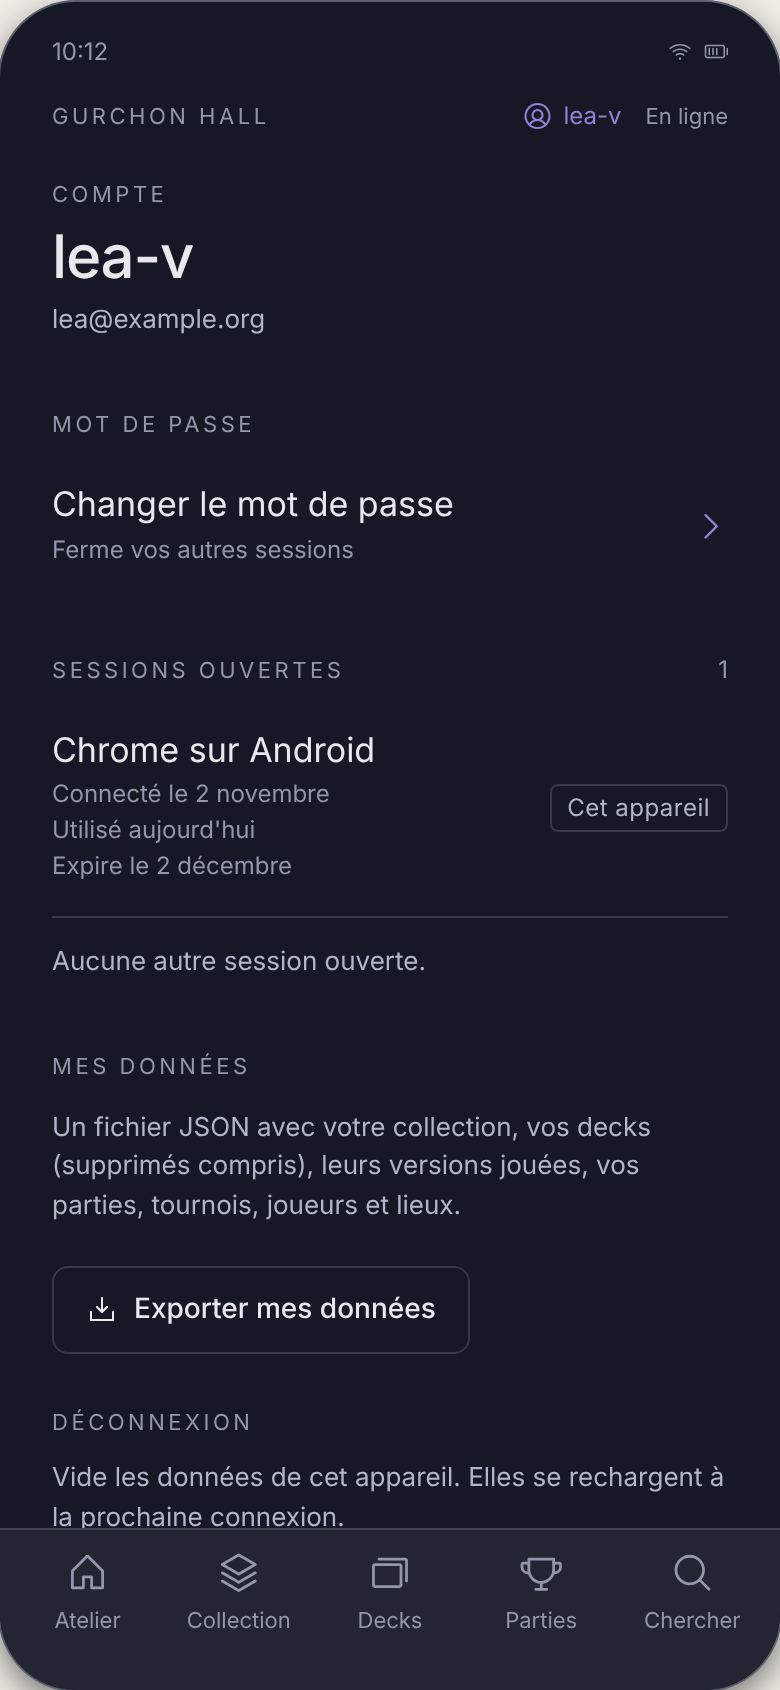 10:12
GURCHON HALL
lea-v
En ligne
COMPTE
lea-v
lea@example.org
MOT DE PASSE
Changer le mot de passe
Ferme vos autres sessions
SESSIONS OUVERTES
1
Chrome sur Android
Connecté le 2 novembre
Utilisé aujourd'hui
Expire le 2 décembre
Cet appareil
Aucune autre session ouverte.
MES DONNÉES
Un fichier JSON avec votre collection, vos decks
(supprimés compris), leurs versions jouées, vos
parties, tournois, joueurs et lieux.
Exporter mes données
DÉCONNEXION
Vide les données de cet appareil. Elles se rechargent à
la prochaine connexion.
Atelier
Collection
Decks
Parties
Chercher